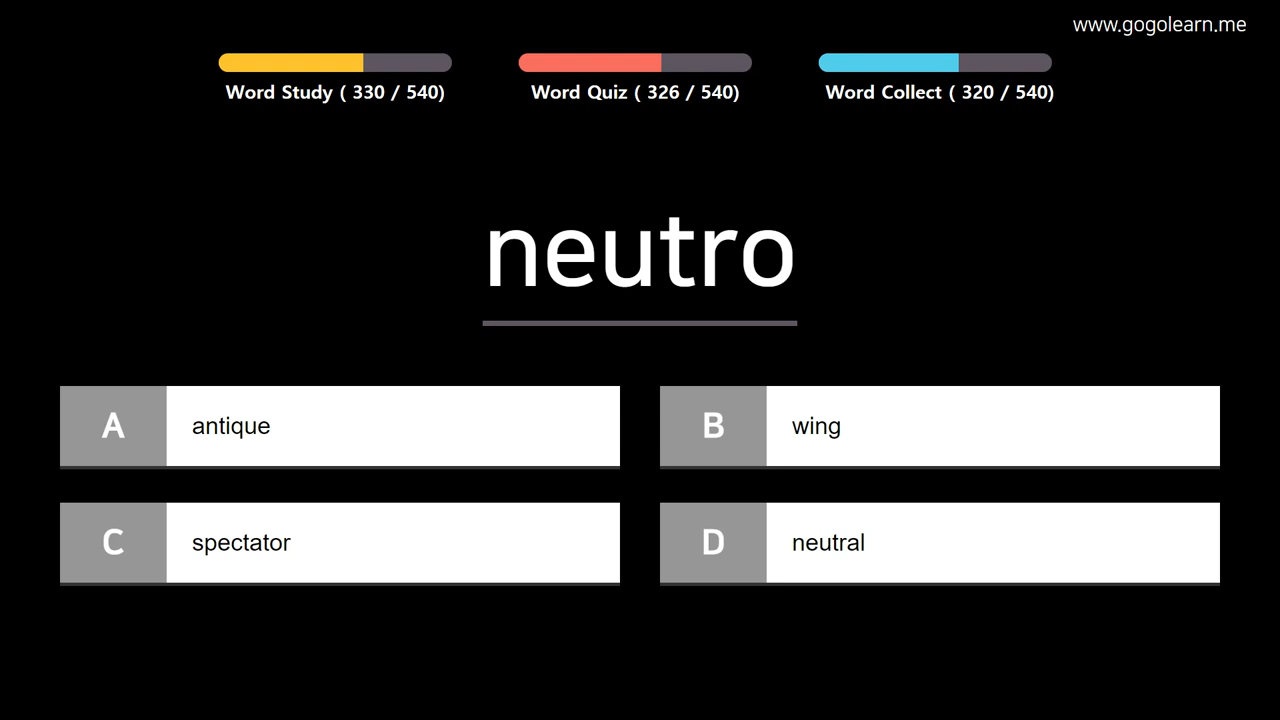 www.gogolearn.me
Word Study ( 330 / 540)
Word Quiz ( 326 / 540)
Word Collect ( 320 / 540)
neutro
A antique
B wing
C spectator
D neutral